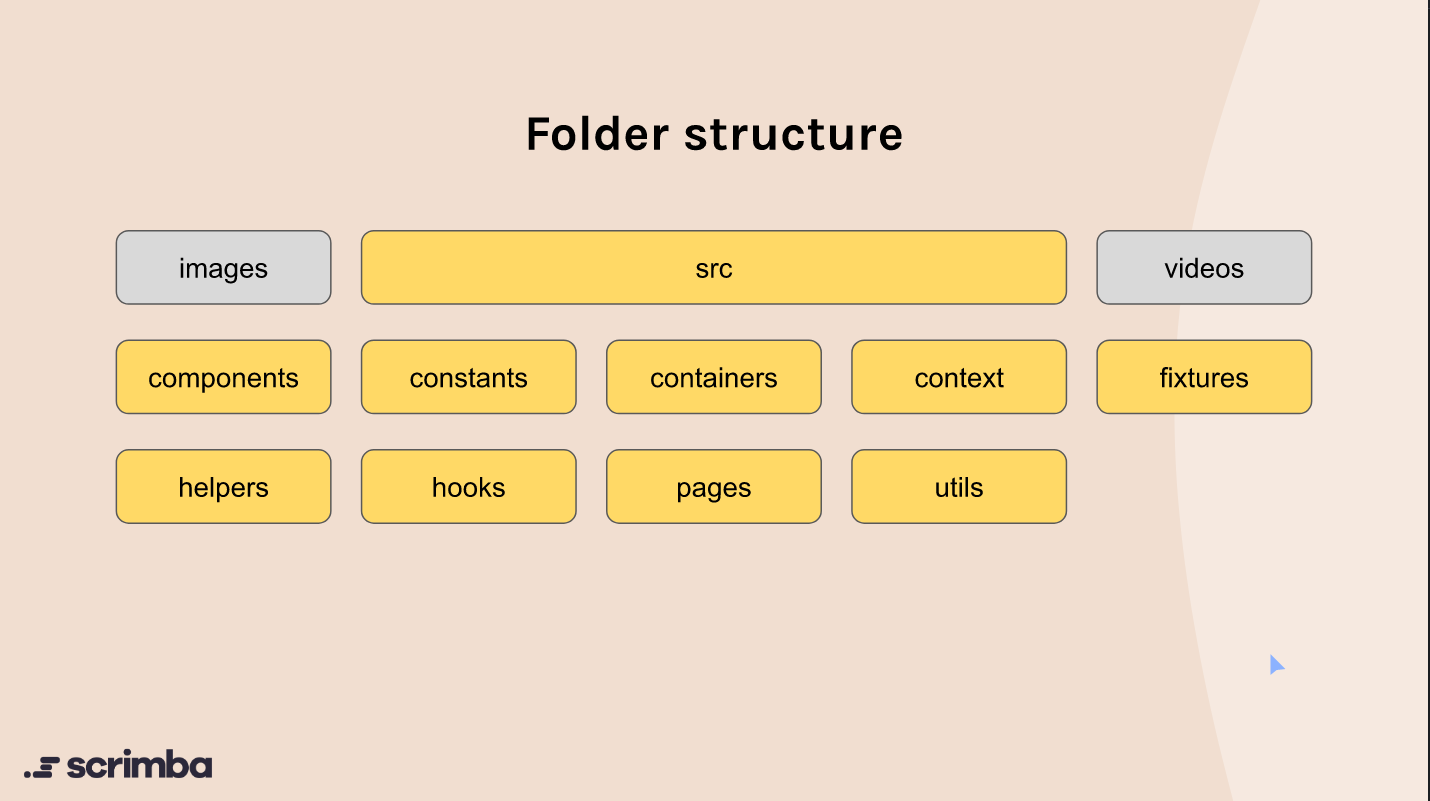 Folder structure
images
src
videos
components
constants
containers
context
fixtures
helpers
hooks
pages
utils
scrimba